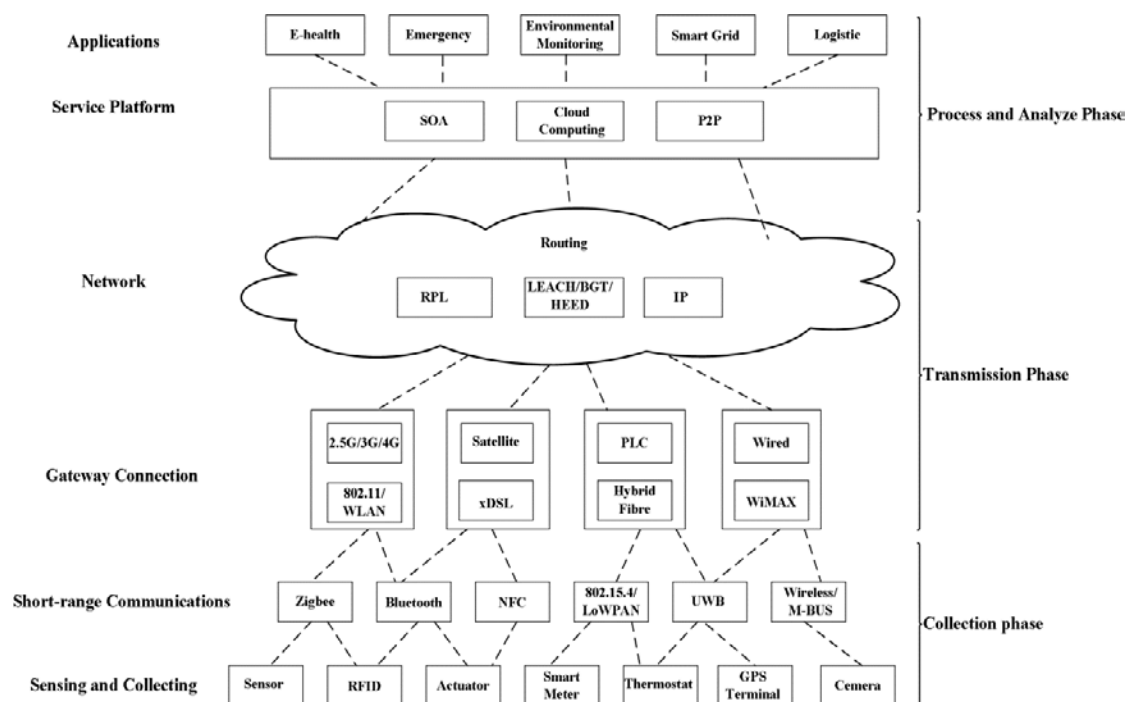 Applications
E-health
Emergency
Environmental
Monitoring
Smart Grid
Logistic
Service Platform
SOA
Cloud
Computing
P2P
Process and Analyze Phase
Routing
Network
RPL
LEACH/BGT/
HEED
IP
Transmission Phase
2.5G/3G/4G
Satellite
PLC
Wired
Gateway Connection
802.11/
WLAN
xDSL
Hybrid
Fibre
WiMAX
Short-range Communications
Zigbee
Bluetooth
NFC
802.15.4/
LoWPAN
UWB
Wireless/
M-BUS
Collection phase
Sensing and Collecting
Sensor
RFID
Actuator
Smart
Meter
Thermostat
GPS
Terminal
Cemera